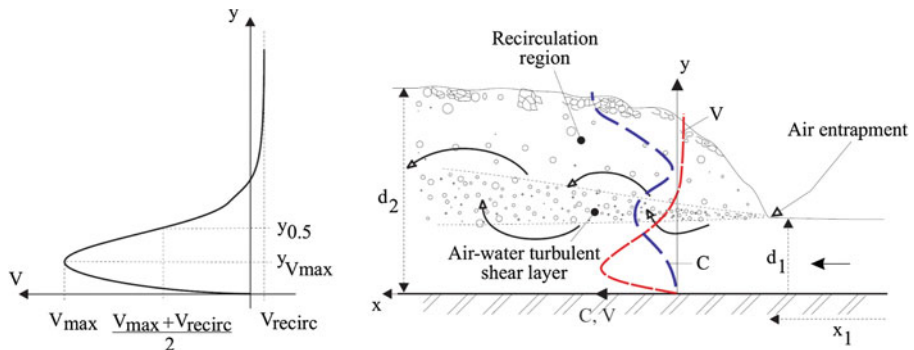 y
y0.5
yVmax
V
Vmax
Vmax+Vrecirc
2
Vrecirc
Recirculation
region
y
V
Air entrapment
d2
d1
Air-water turbulent
shear layer
C
x
C, V
x1